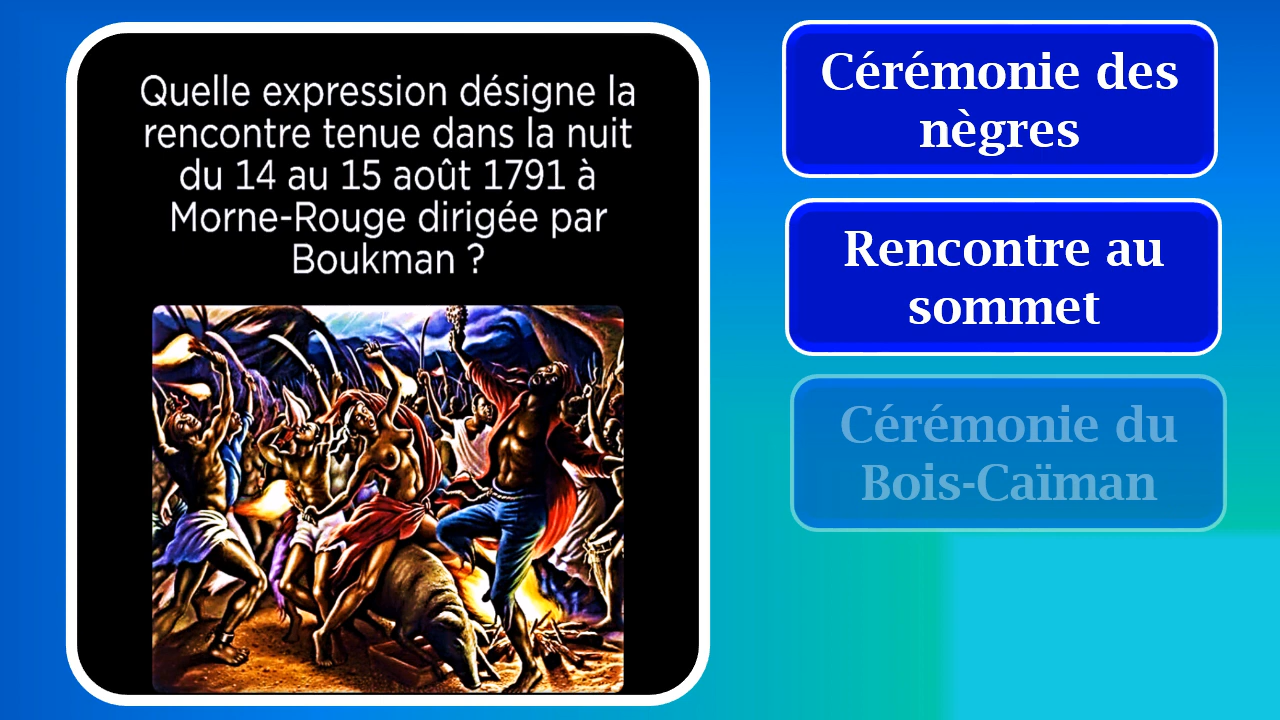 Quelle expression désigne la
rencontre tenue dans la nuit
du 14 au 15 août 1791 à
Morne-Rouge dirigée par
Boukman ?
Cérémonie des
nègres
Rencontre au
sommet
Cérémonie du
Bois-Caïman